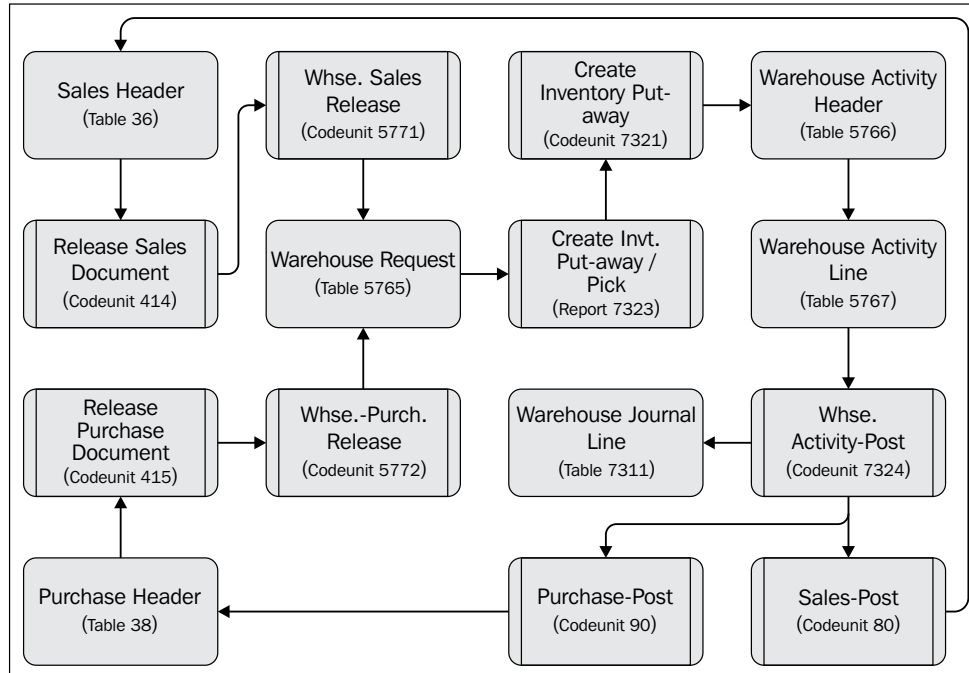 Sales Header
(Table 36)
Whse. Sales
Release
(Codeunit 5771)
Create
Inventory Put-
away
(Codeunit 7321)
Warehouse Activity
Header
(Table 5766)
Release Sales
Document
(Codeunit 414)
Warehouse Request
(Table 5765)
Create Invt.
Put-away /
Pick
(Report 7323)
Warehouse Activity
Line
(Table 5767)
Release
Purchase
Document
(Codeunit 415)
Whse.-Purch.
Release
(Codeunit 5772)
Warehouse Journal
Line
(Table 7311)
Whse.
Activity-Post
(Codeunit 7324)
Purchase Header
(Table 38)
Purchase-Post
(Codeunit 90)
Sales-Post
(Codeunit 80)